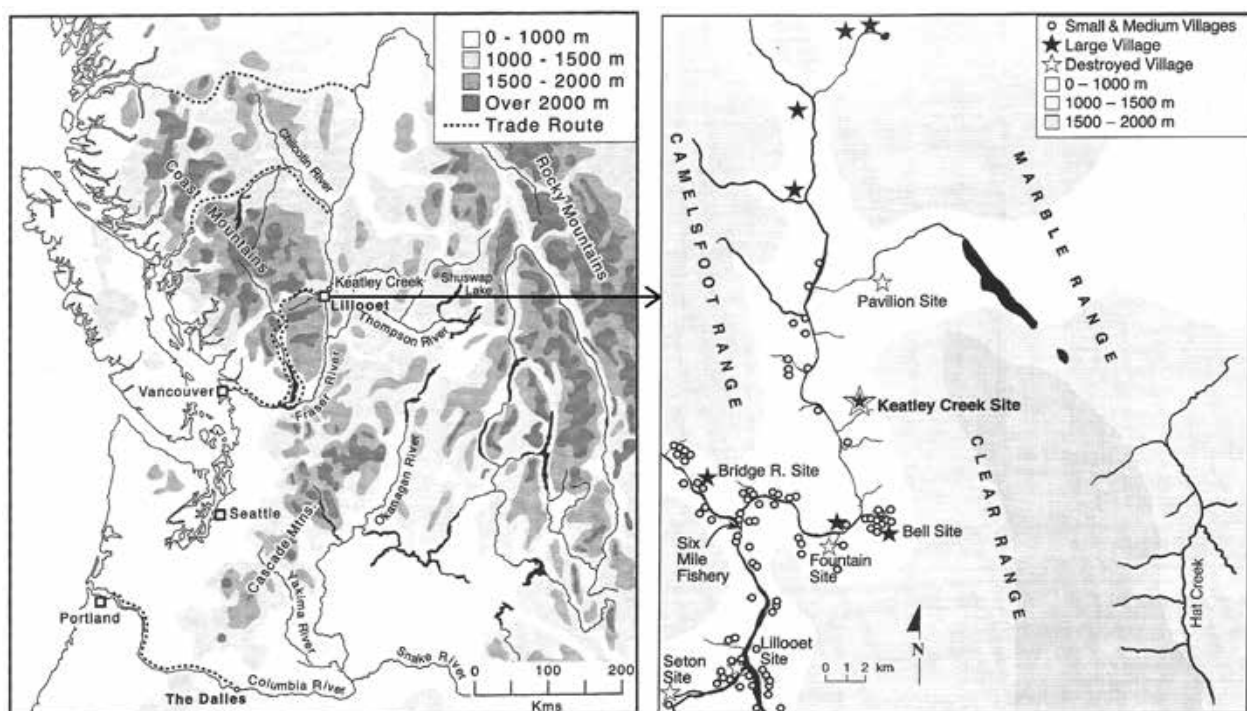 0 - 1000 m
1000 - 1500 m
1500 - 2000 m
Over 2000 m
Trade Route
Chilcotin River
Coast
Mountains
Rocky Mountains
Keatley Creek
Shuswap
Lake
Lillooet
Thompson River
Vancouver
Fraser River
Okanagan River
Seattle
Cascade Mtns
Yakima River
Portland
Snake River
Columbia River
The Dalles
0 100 200
Kms
Small & Medium Villages
Large Village
Destroyed Village
0 – 1000 m
1000 – 1500 m
1500 – 2000 m
CAMELSFOOT RANGE
MARBLE RANGE
Pavilion Site
Keatley Creek Site
CLEAR RANGE
Bridge R. Site
Bell Site
Six
Mile
Fishery
Fountain
Site
Hat Creek
Lillooet
Site
Seton
Site
0 1 2 km
N